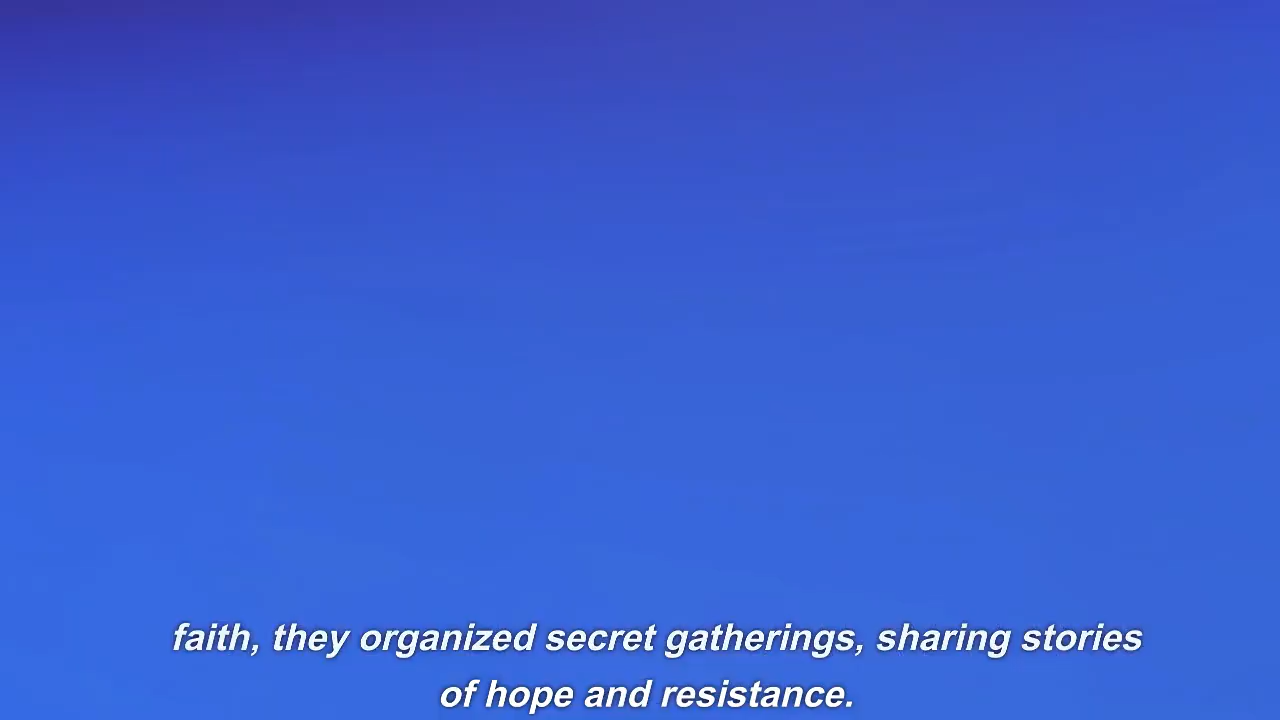 faith, they organized secret gatherings, sharing stories
of hope and resistance.